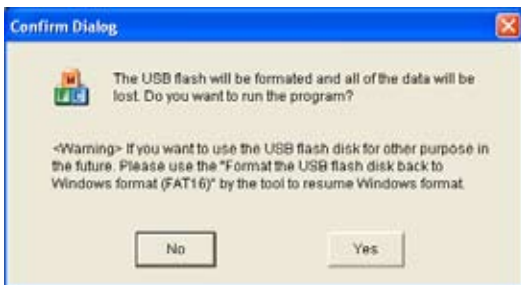 Confirm Dialog
The USB flash will be formated and all of the data will be
lost. Do you want to run the program?
<Warning> If you want to use the USB flash disk for other purpose in
the future. Please use the "Format the USB flash disk back to
Windows format (FAT16)" by the tool to resume Windows format.
No
Yes